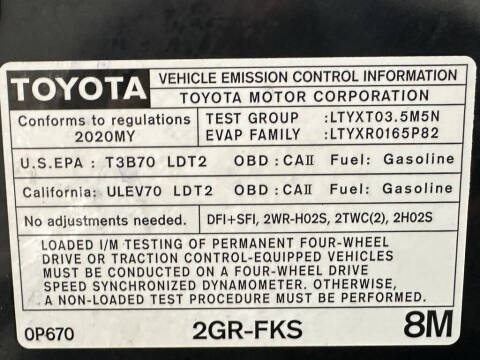 TOYOTA VEHICLE EMISSION CONTROL INFORMATION
TOYOTA MOTOR CORPORATION
Conforms to regulations TEST GROUP :LTYXT03.5M5N
2020MY EVAP FAMILY :LTYXR0165P82
U.S.EPA : T3B70 LDT2 OBD:CAII Fuel: Gasoline
California: ULEV70 LDT2 OBD:CAII Fuel: Gasoline
No adjustments needed. DFI+SFI, 2WR-HO2S, 2TWC(2), 2HO2S
LOADED I/M TESTING OF PERMANENT FOUR-WHEEL
DRIVE OR TRACTION CONTROL-EQUIPPED VEHICLES
MUST BE CONDUCTED ON A FOUR-WHEEL DRIVE
SPEED SYNCHRONIZED DYNAMOMETER. OTHERWISE,
A NON-LOADED TEST PROCEDURE MUST BE PERFORMED.
0P670 2GR-FKS 8M